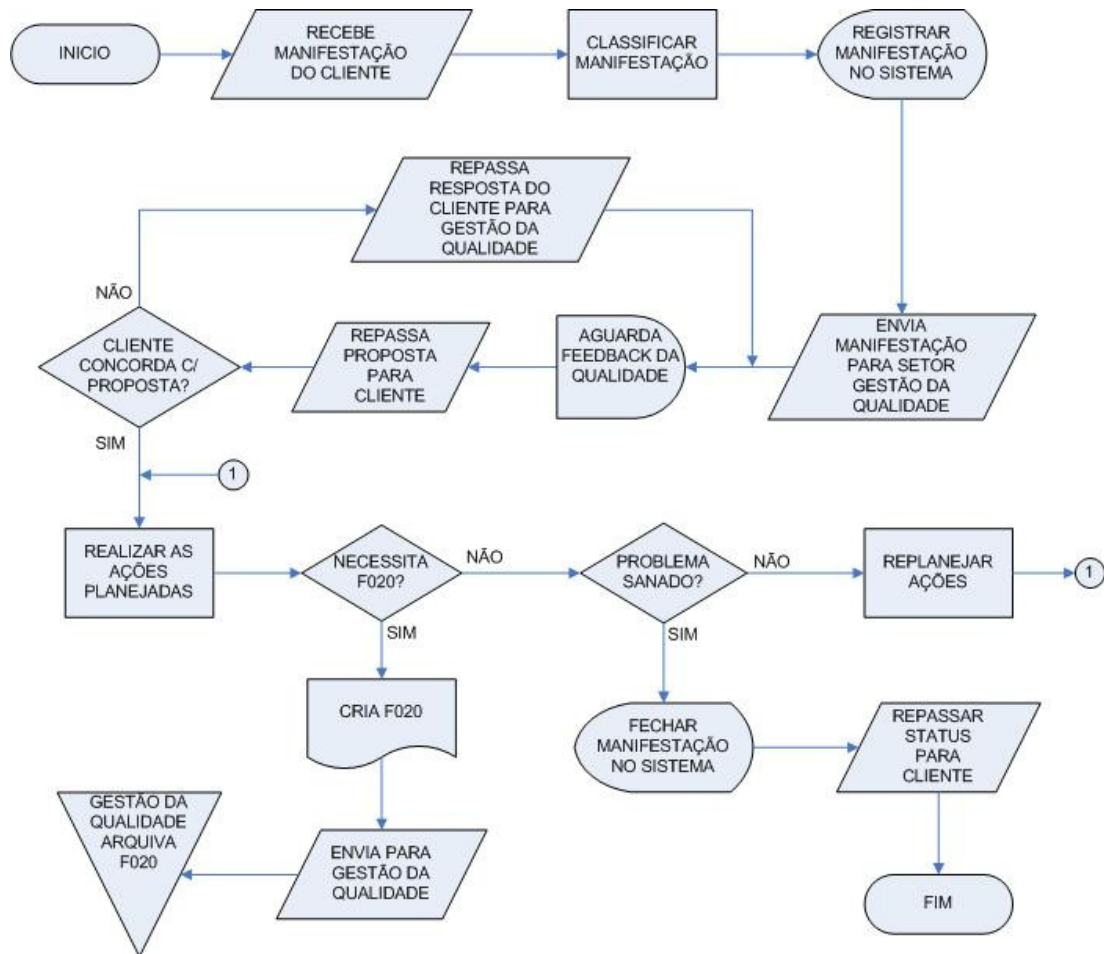 INICIO
RECEBE
MANIFESTAÇÃO
DO CLIENTE
CLASSIFICAR
MANIFESTAÇÃO
REGISTRAR
MANIFESTAÇÃO
NO SISTEMA
REPASSA
RESPOSTA DO
CLIENTE PARA
GESTÃO DA
QUALIDADE
NÃO
CLIENTE
CONCORDA C/
PROPOSTA?
REPASSA
PROPOSTA
PARA
CLIENTE
AGUARDA
FEEDBACK DA
QUALIDADE
ENVIA
MANIFESTAÇÃO
PARA SETOR
GESTÃO DA
QUALIDADE
SIM
1
REALIZAR AS
AÇÕES
PLANEJADAS
NECESSITA
F020?
NÃO
PROBLEMA
SANADO?
NÃO
REPLANEJAR
AÇÕES
1
SIM
SIM
CRIA F020
FECHAR
MANIFESTAÇÃO
NO SISTEMA
REPASSAR
STATUS
PARA
CLIENTE
GESTÃO DA
QUALIDADE
ARQUIVA
F020
ENVIA PARA
GESTÃO DA
QUALIDADE
FIM